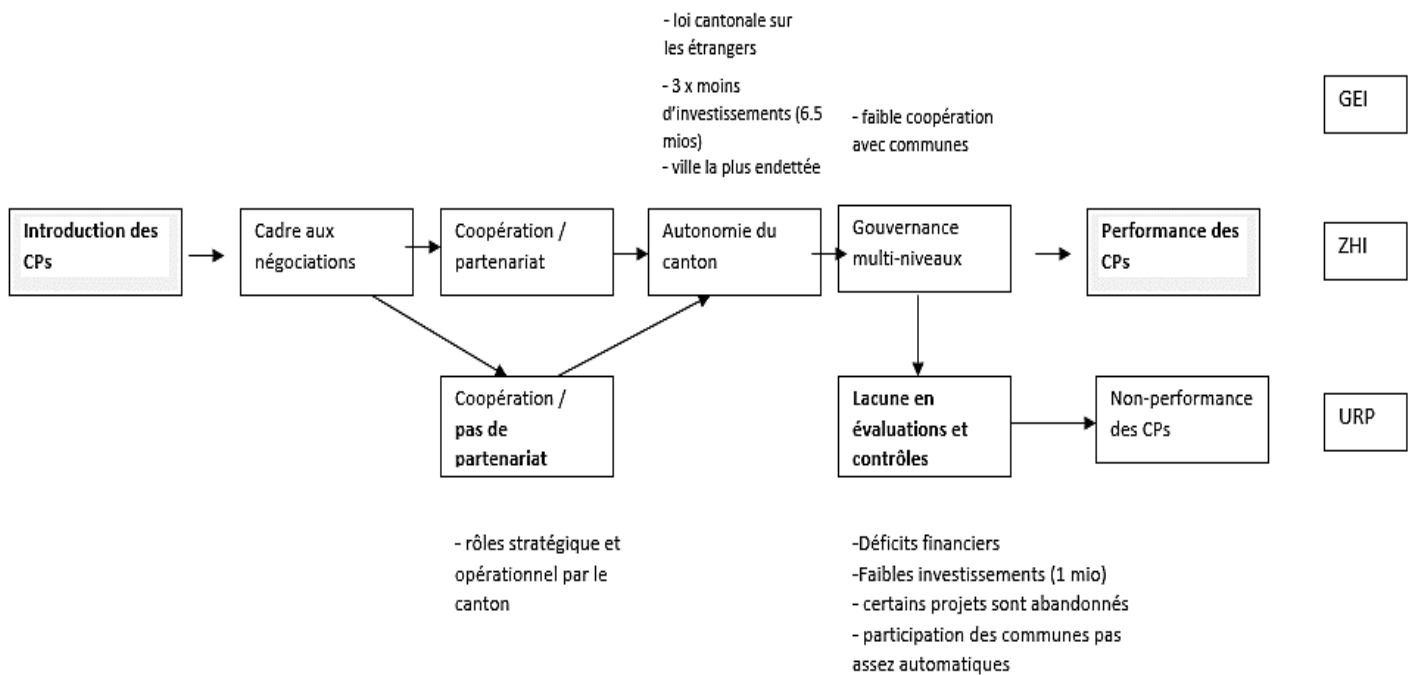 - loi cantonale sur
les étrangers
- 3 x moins
d'investissements (6.5
mios)
- ville la plus endettée
- faible coopération
avec communes
GEI
Introduction des
CPs
Cadre aux
négociations
Coopération /
partenariat
Autonomie du
canton
Gouvernance
multi-niveaux
Performance des
CPs
ZHI
Coopération /
pas de
partenariat
Lacune en
évaluations et
contrôles
Non-performance
des CPs
URP
- rôles stratégique et
opérationnel par le
canton
-Déficits financiers
-Faibles investissements (1 mio)
- certains projets sont abandonnés
- participation des communes pas
assez automatiques